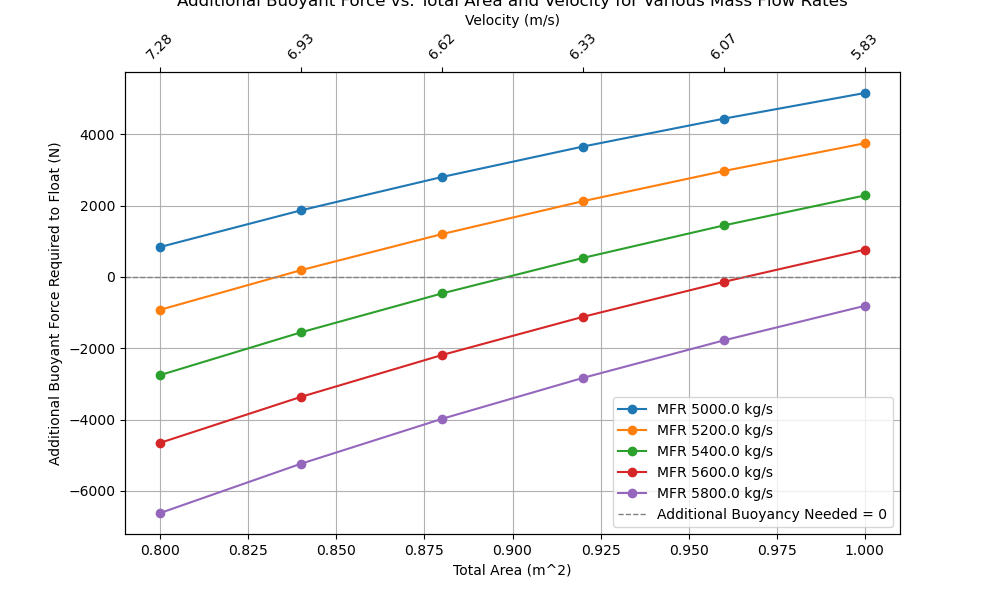 Additional Buoyant Force vs. Total Area and Velocity for Various Mass Flow Rates
Velocity (m/s)
7.28 6.93 6.62 6.33 6.07 5.83
Additional Buoyant Force Required to Float (N)
4000
2000
0
−2000
−4000
−6000
MFR 5000.0 kg/s
MFR 5200.0 kg/s
MFR 5400.0 kg/s
MFR 5600.0 kg/s
MFR 5800.0 kg/s
Additional Buoyancy Needed = 0
0.800 0.825 0.850 0.875 0.900 0.925 0.950 0.975 1.000
Total Area (m^2)